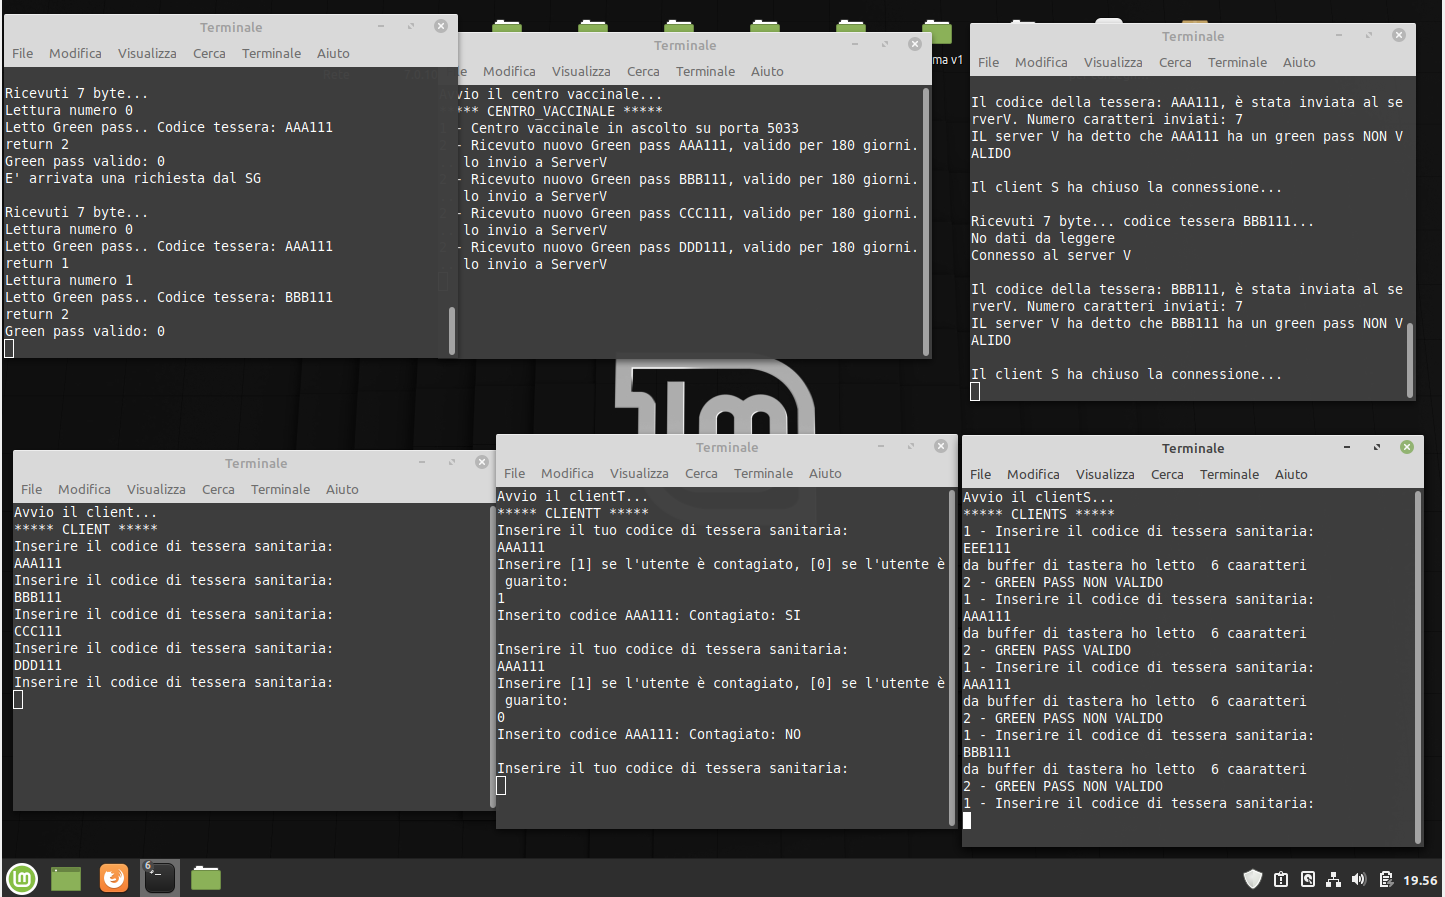 Terminale
File Modifica Visualizza Cerca Terminale Aiuto
Ricevuti 7 byte...
Lettura numero 0
Letto Green pass.. Codice tessera: AAA111
return 2
Green pass valido: 0
E' arrivata una richiesta dal SG
Ricevuti 7 byte...
Lettura numero 0
Letto Green pass.. Codice tessera: AAA111
return 1
Lettura numero 1
Letto Green pass.. Codice tessera: BBB111
return 2
Green pass valido: 0
Terminale
le Modifica Visualizza Cerca Terminale Aiuto
vio il centro vaccinale...
*** CENTRO_VACCINALE *****
- Centro vaccinale in ascolto su porta 5033
- Ricevuto nuovo Green pass AAA111, valido per 180 giorni.
lo invio a ServerV
- Ricevuto nuovo Green pass BBB111, valido per 180 giorni.
lo invio a ServerV
- Ricevuto nuovo Green pass CCC111, valido per 180 giorni.
lo invio a ServerV
- Ricevuto nuovo Green pass DDD111, valido per 180 giorni.
lo invio a ServerV
ma v1
Terminale
File Modifica Visualizza Cerca Terminale Aiuto
Il codice della tessera: AAA111, è stata inviata al se
rverV. Numero caratteri inviati: 7
IL server V ha detto che AAA111 ha un green pass NON V
ALIDO
Il client S ha chiuso la connessione...
Ricevuti 7 byte... codice tessera BBB111...
No dati da leggere
Connesso al server V
Il codice della tessera: BBB111, è stata inviata al se
rverV. Numero caratteri inviati: 7
IL server V ha detto che BBB111 ha un green pass NON V
ALIDO
Il client S ha chiuso la connessione...
Terminale
File Modifica Visualizza Cerca Terminale Aiuto
Avvio il client...
***** CLIENT *****
Inserire il codice di tessera sanitaria:
AAA111
Inserire il codice di tessera sanitaria:
BBB111
Inserire il codice di tessera sanitaria:
CCC111
Inserire il codice di tessera sanitaria:
DDD111
Inserire il codice di tessera sanitaria:
Terminale
File Modifica Visualizza Cerca Terminale Aiuto
Avvio il clientT...
***** CLIENTT *****
Inserire il tuo codice di tessera sanitaria:
AAA111
Inserire [1] se l'utente è contagiato, [0] se l'utente è
guarito:
1
Inserito codice AAA111: Contagiato: SI
Inserire il tuo codice di tessera sanitaria:
AAA111
Inserire [1] se l'utente è contagiato, [0] se l'utente è
guarito:
0
Inserito codice AAA111: Contagiato: NO
Inserire il tuo codice di tessera sanitaria:
Terminale
File Modifica Visualizza Cerca Terminale Aiuto
Avvio il clientS...
***** CLIENTS *****
1 - Inserire il codice di tessera sanitaria:
EEE111
da buffer di tastera ho letto  6 caaratteri
2 - GREEN PASS NON VALIDO
1 - Inserire il codice di tessera sanitaria:
AAA111
da buffer di tastera ho letto  6 caaratteri
2 - GREEN PASS VALIDO
1 - Inserire il codice di tessera sanitaria:
AAA111
da buffer di tastera ho letto  6 caaratteri
2 - GREEN PASS NON VALIDO
1 - Inserire il codice di tessera sanitaria:
BBB111
da buffer di tastera ho letto  6 caaratteri
2 - GREEN PASS NON VALIDO
1 - Inserire il codice di tessera sanitaria:
lm
6
19.56